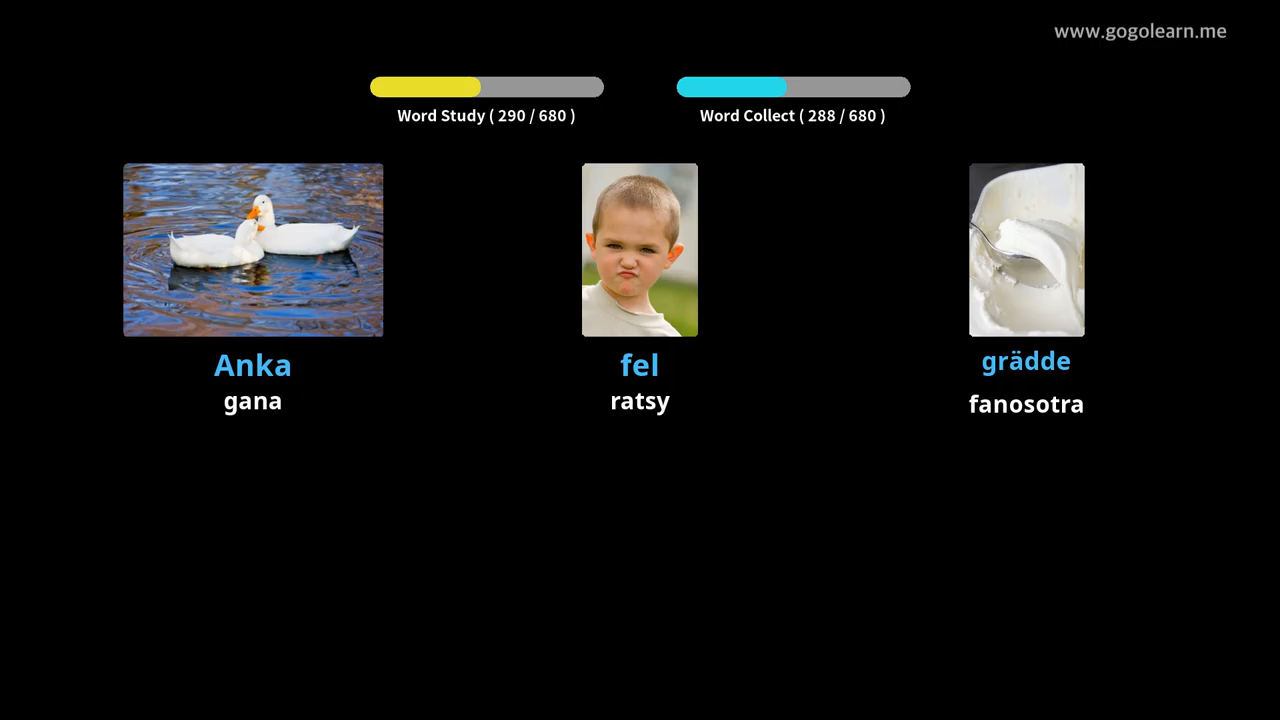 www.gogolearn.me
Word Study ( 290 / 680 )
Word Collect ( 288 / 680 )
Anka
gana
fel
ratsy
grädde
fanosotra